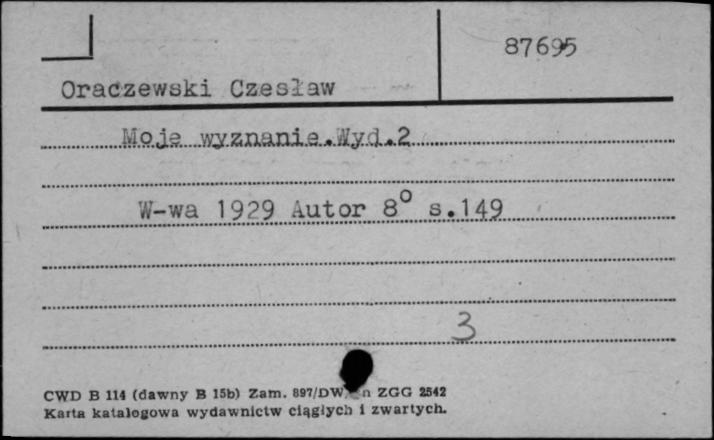 87695
Oraczewski Czesław
Moje wyznanie.Wyd.2
W-wa 1929 Autor 8° s.149
3
CWD B 114 (dawny B 15b) Zam. 897/DW n ZGG 2542
Karta katalogowa wydawnictw ciągłych i zwartych.